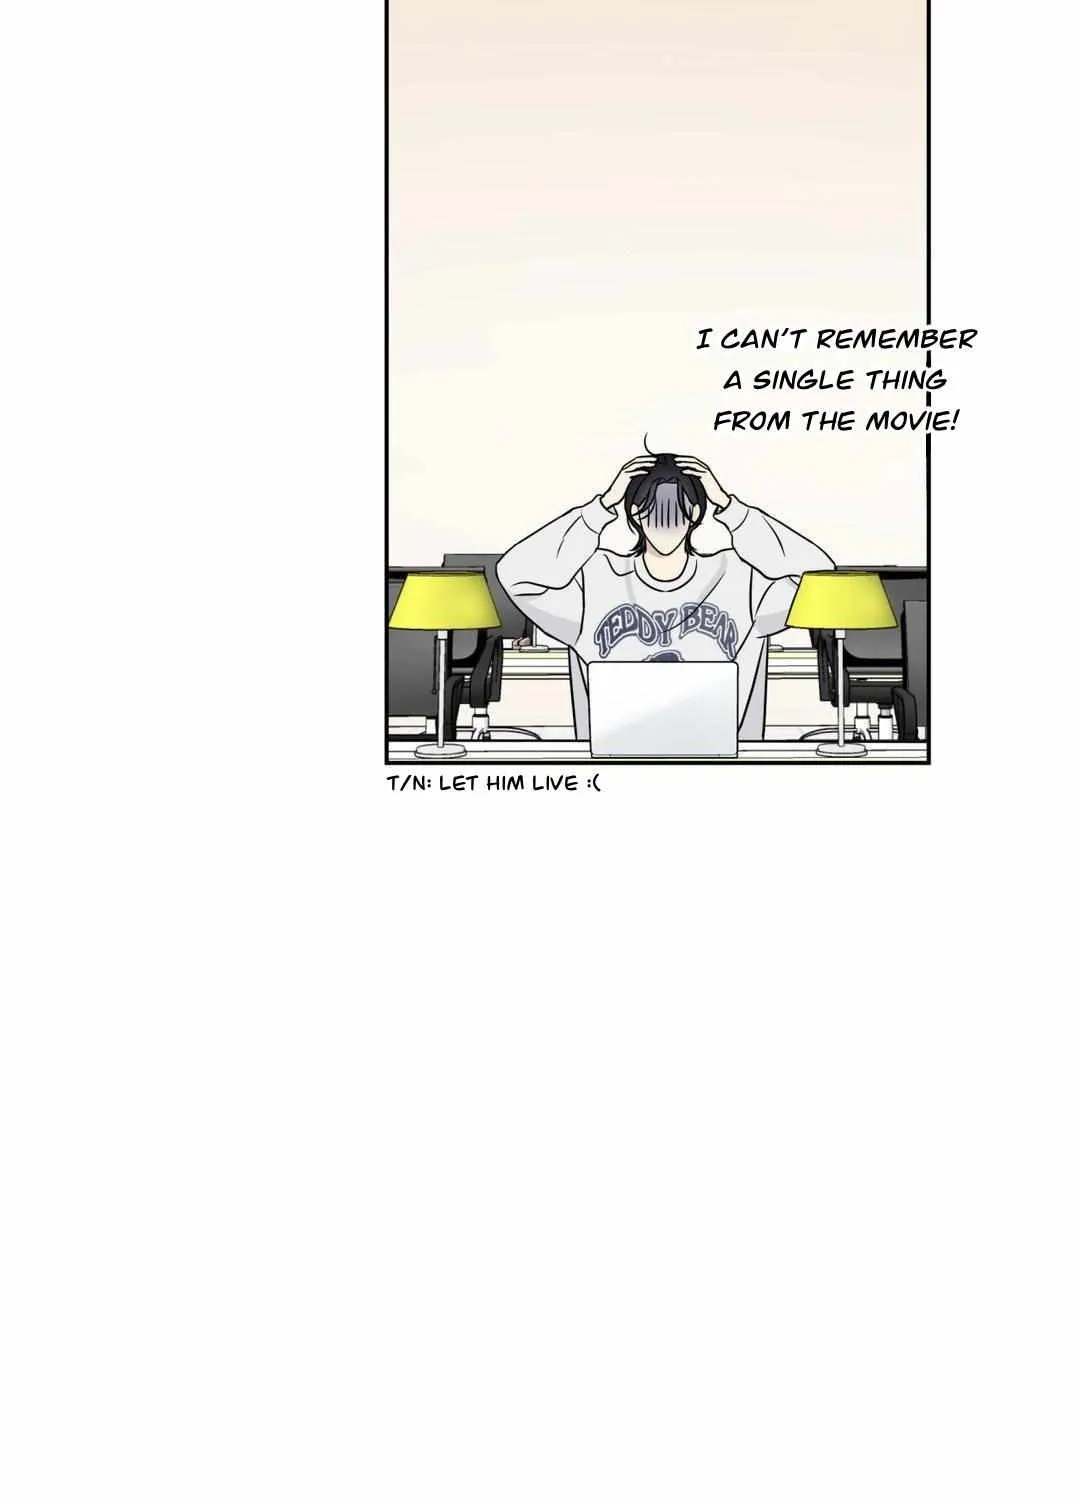 I CAN'T REMEMBER
A SINGLE THING
FROM THE MOVIE!
TEDDY BEAR
T/N: LET HIM LIVE :(